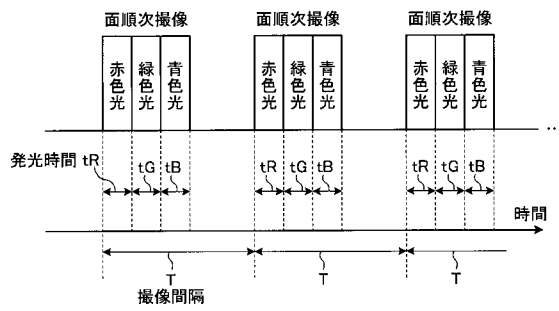 面順次撮像 面順次撮像 面順次撮像
赤色光 緑色光 青色光 赤色光 緑色光 青色光 赤色光 緑色光 青色光
発光時間 tR tG tB tR tG tB tR tG tB
時間
T T T
撮像間隔